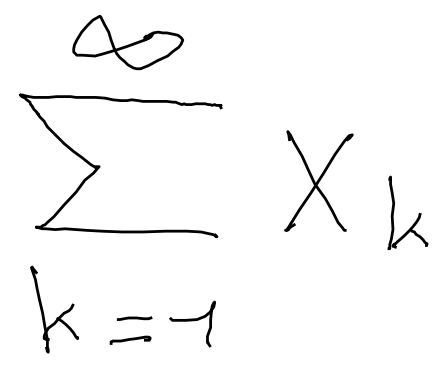 ∞
∑ X_k
k = 1